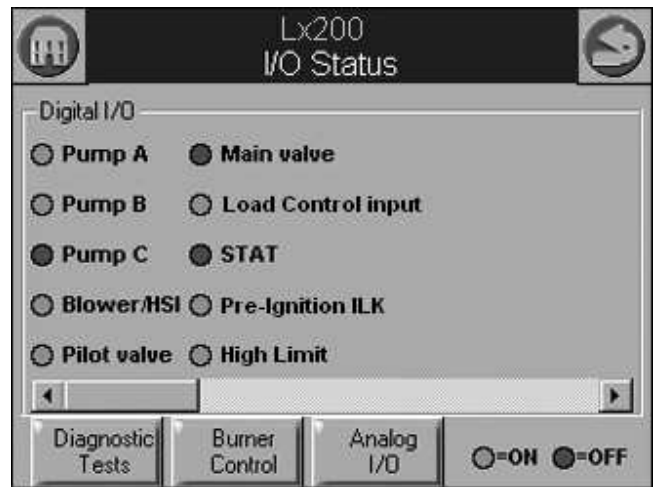 Lx200
I/O Status
Digital I/O
Pump A Main valve
Pump B Load Control input
Pump C STAT
Blower/HSI Pre-Ignition ILK
Pilot valve High Limit
Diagnostic Tests
Burner Control
Analog I/O
=ON =OFF